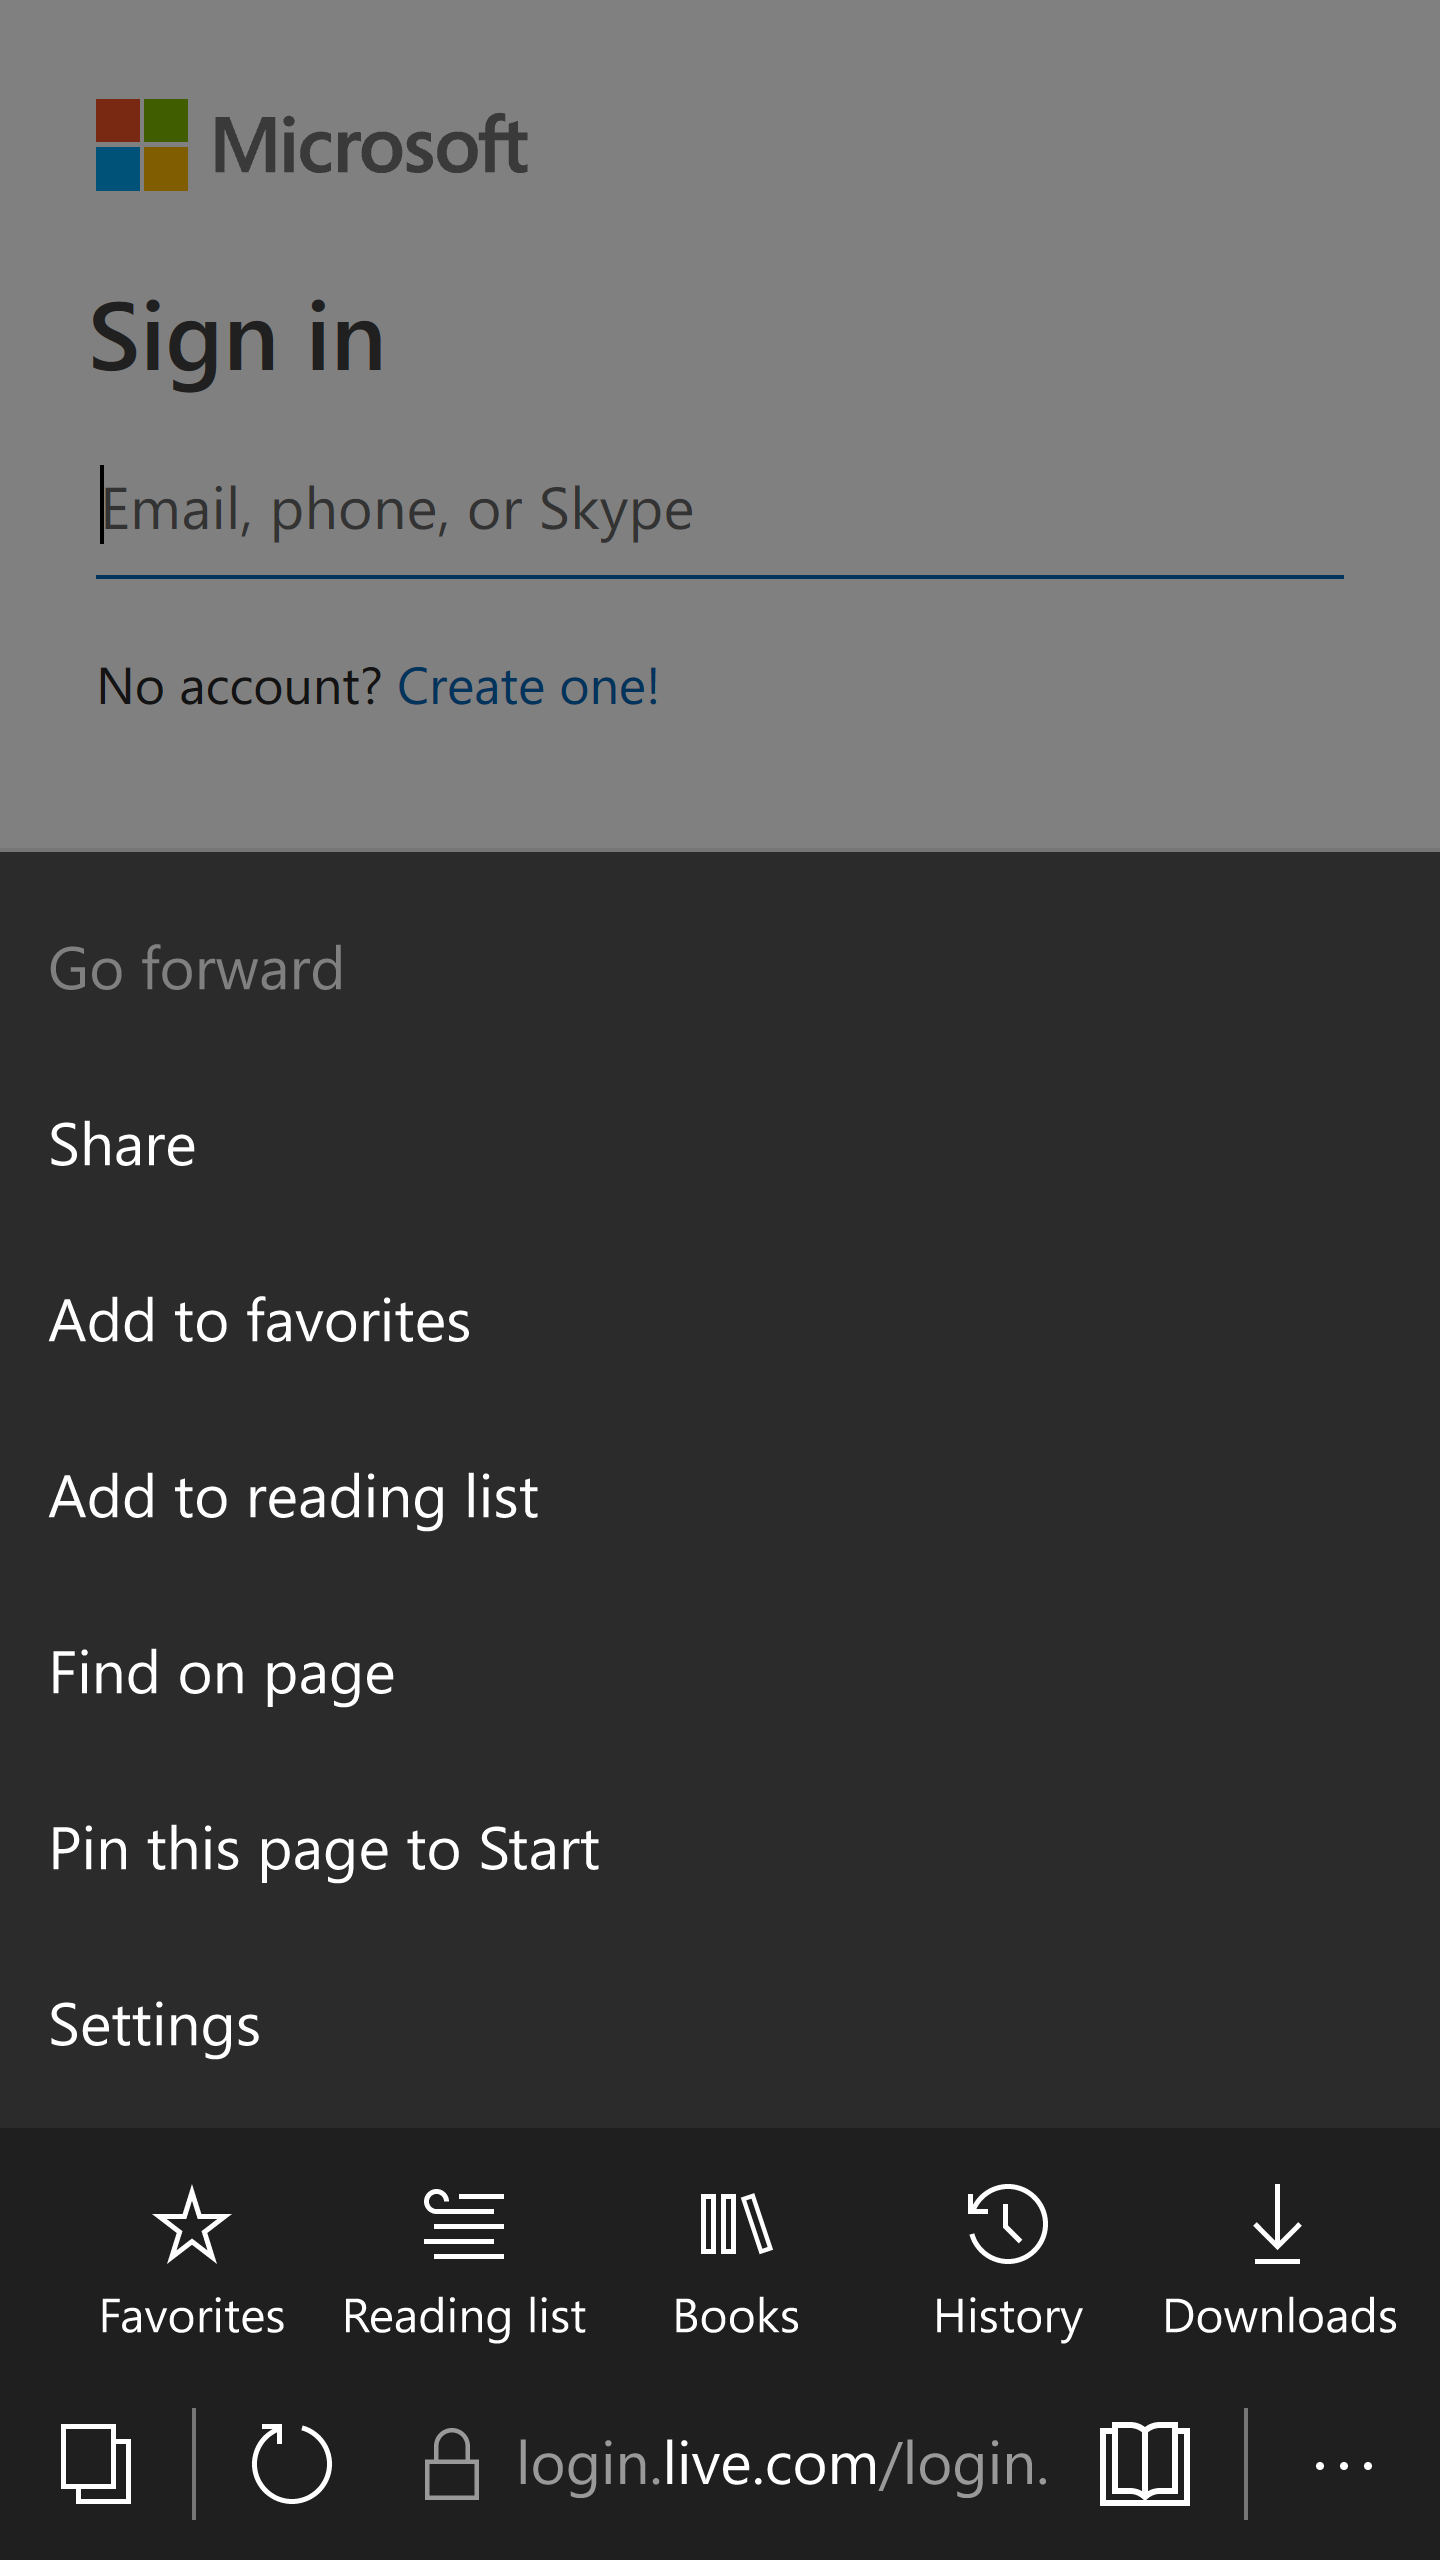 Microsoft
Sign in
Email, phone, or Skype
No account? Create one!
Go forward
Share
Add to favorites
Add to reading list
Find on page
Pin this page to Start
Settings
Favorites Reading list Books History Downloads
login.live.com/login.